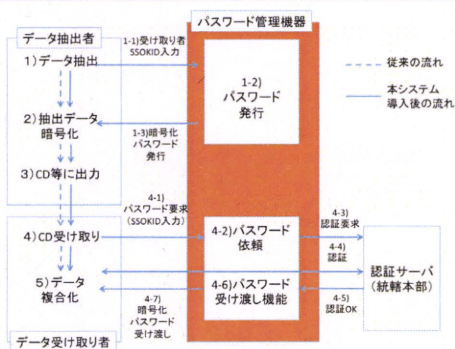 パスワード管理機器
データ抽出者
1)データ抽出
1-1)受け取り者
SSOKID入力
1-2)
パスワード
発行
従来の流れ
本システム
導入後の流れ
2)抽出データ
暗号化
1-3)暗号化
パスワード
発行
3)CD等に出力
4-1)
パスワード要求
(SSOKID入力)
4)CD受け取り
4-2)パスワード
依頼
4-3)
認証要求
4-4)
認証
5)データ
複合化
4-6)パスワード
受け渡し機能
認証サーバ
(統轄本部)
4-5)
認証OK
4-7)
暗号化
パスワード
受け渡し
データ受け取り者